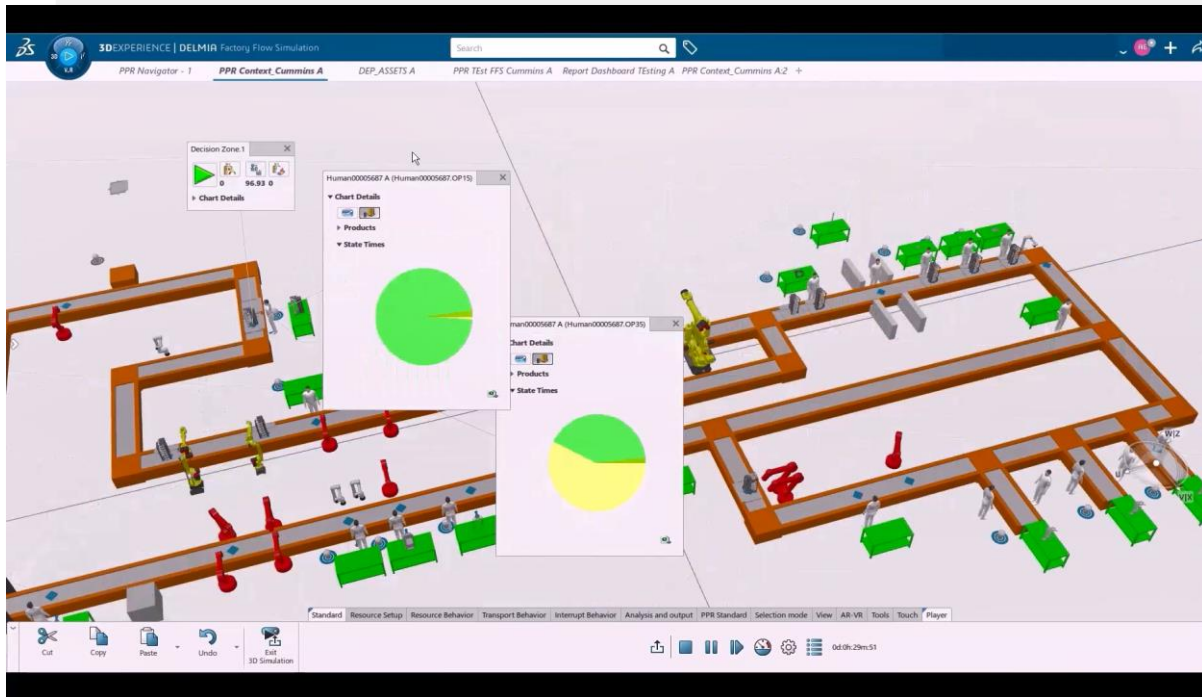 3DEXPERIENCE | DELMIA Factory Flow Simulation
Search
PPR Navigator - 1
PPR Context_Cummins A
DEP_ASSETS A
PPR TEst FFS Cummins A
Report Dashboard TEsting A
PPR Context_Cummins A:2
+
Decision Zone.1
0
96.93
0
Chart Details
Human00005687 A (Human00005687.OP15)
Chart Details
Products
State Times
man00005687 A (Human00005687.OP35)
Chart Details
Products
State Times
W|Z
V|X
Standard
Resource Setup
Resource Behavior
Transport Behavior
Interrupt Behavior
Analysis and output
PPR Standard
Selection mode
View
AR-VR
Tools
Touch
Player
Cut
Copy
Paste
Undo
Exit
3D Simulation
0d:0h:29m:51